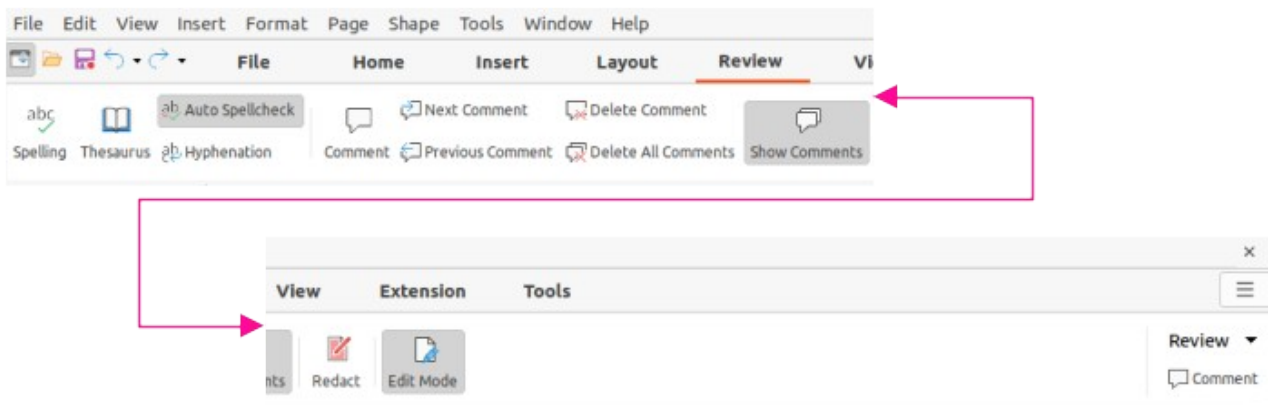 File Edit View Insert Format Page Shape Tools Window Help
File Home Insert Layout Review Vi
abc ab Auto Spellcheck Next Comment Delete Comment
Spelling Thesaurus ab Hyphenation Comment Previous Comment Delete All Comments Show Comments
View Extension Tools
Review
nts Redact Edit Mode Comment